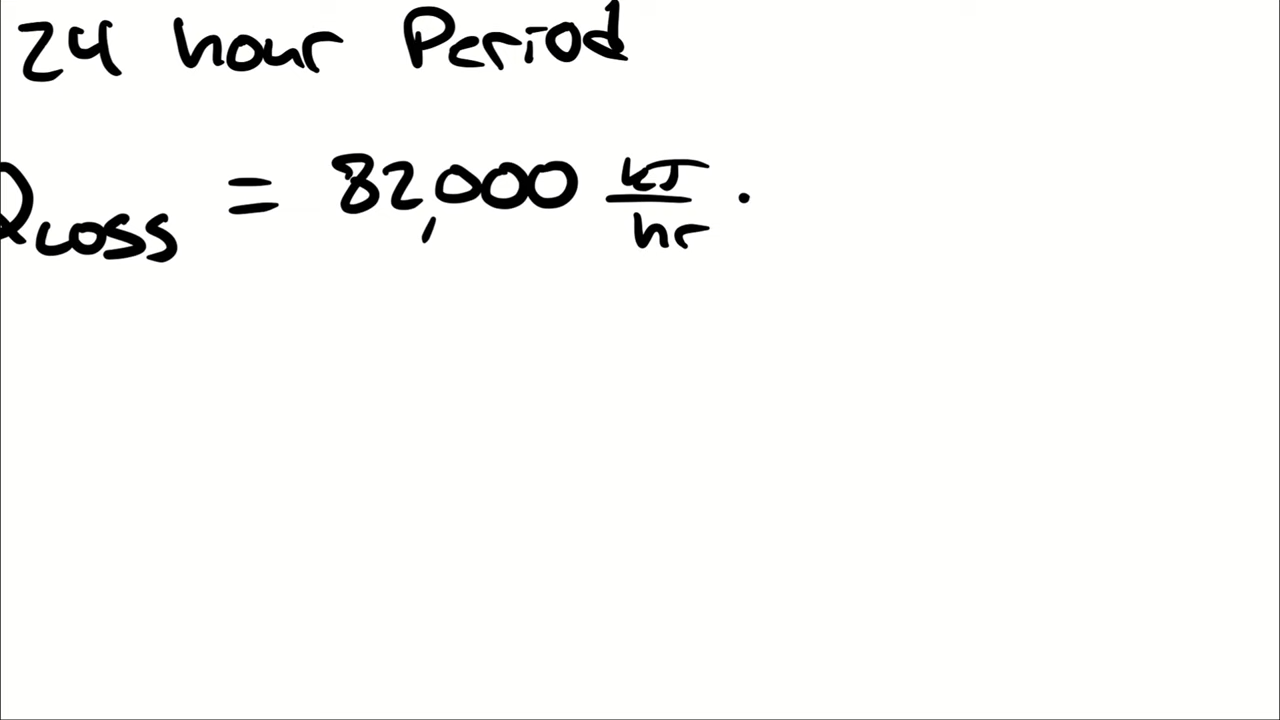 24 hour Period
Qloss = 82,000 kJ/hr ·